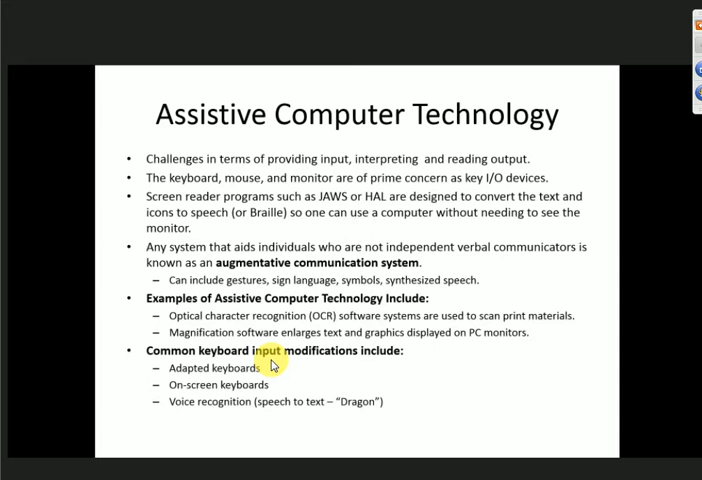 Assistive Computer Technology
• Challenges in terms of providing input, interpreting and reading output.
• The keyboard, mouse, and monitor are of prime concern as key I/O devices.
• Screen reader programs such as JAWS or HAL are designed to convert the text and
icons to speech (or Braille) so one can use a computer without needing to see the
monitor.
• Any system that aids individuals who are not independent verbal communicators is
known as an augmentative communication system.
– Can include gestures, sign language, symbols, synthesized speech.
• Examples of Assistive Computer Technology Include:
– Optical character recognition (OCR) software systems are used to scan print materials.
– Magnification software enlarges text and graphics displayed on PC monitors.
• Common keyboard input modifications include:
– Adapted keyboards
– On-screen keyboards
– Voice recognition (speech to text – “Dragon”)